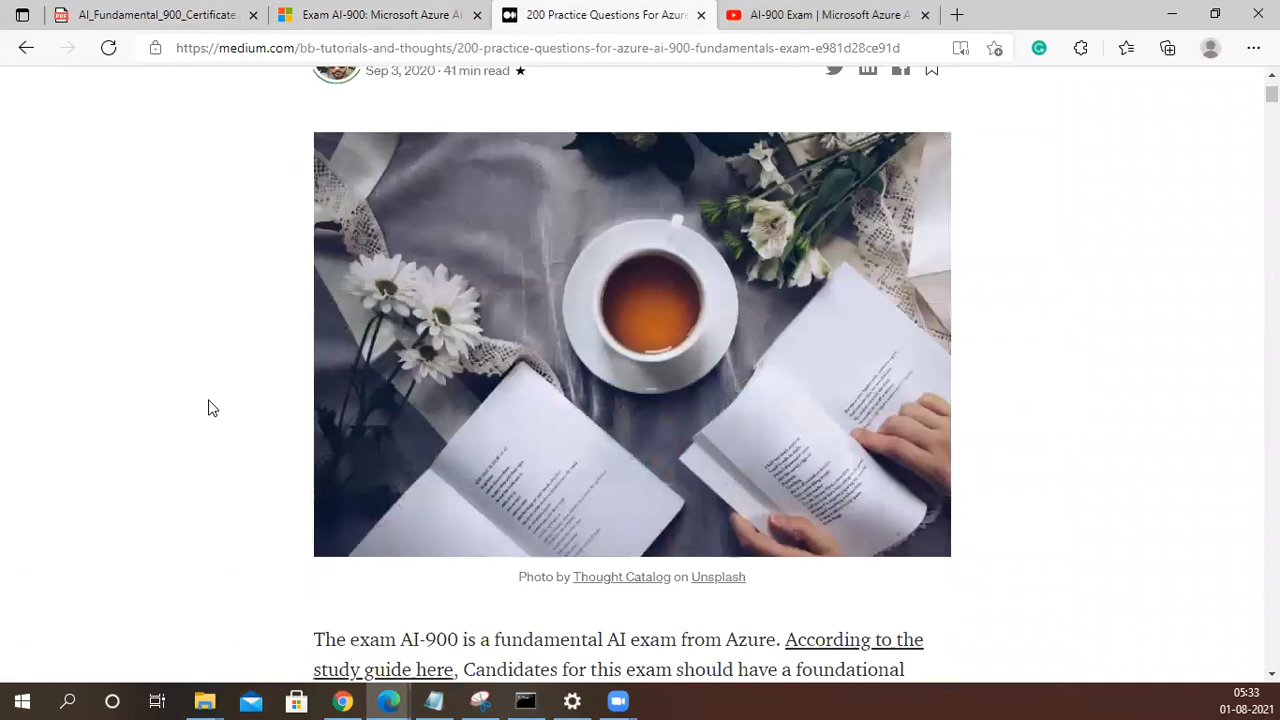 AI_Fundamental_900_Certificate.
Exam AI-900: Microsoft Azure AI
200 Practice Questions For Azure
AI-900 Exam | Microsoft Azure A
https://medium.com/bb-tutorials-and-thoughts/200-practice-questions-for-azure-ai-900-fundamentals-exam-e981d28ce91d
Sep 3, 2020 · 41 min read ★
Photo by Thought Catalog on Unsplash
The exam AI-900 is a fundamental AI exam from Azure. According to the
study guide here, Candidates for this exam should have a foundational
05:33
01-08-2021